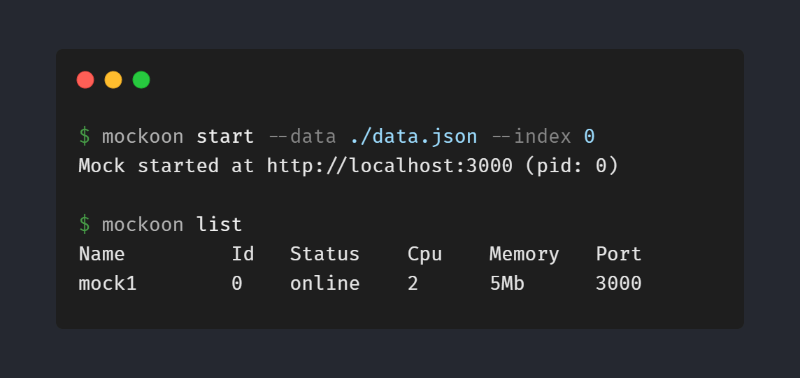 $ mockoon start --data ./data.json --index 0
Mock started at http://localhost:3000 (pid: 0)
$ mockoon list
Name Id Status Cpu Memory Port
mock1 0 online 2 5Mb 3000